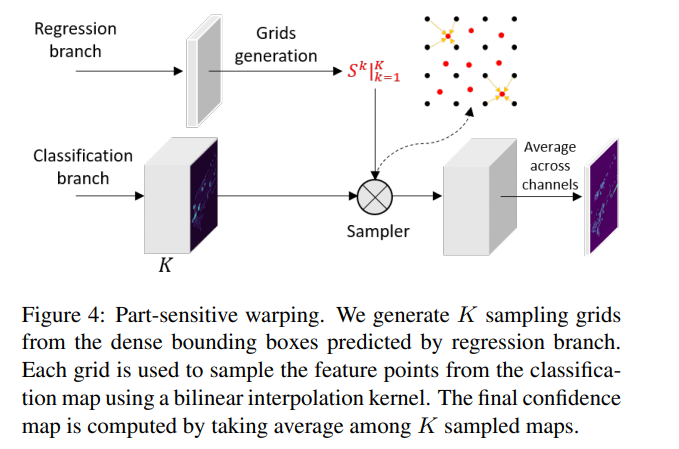 Regression
branch
Grids
generation
S^k|^K_{k=1}
Classification
branch
Average
across
channels
Sampler
K
Figure 4: Part-sensitive warping. We generate K sampling grids
from the dense bounding boxes predicted by regression branch.
Each grid is used to sample the feature points from the classifica-
tion map using a bilinear interpolation kernel. The final confidence
map is computed by taking average among K sampled maps.